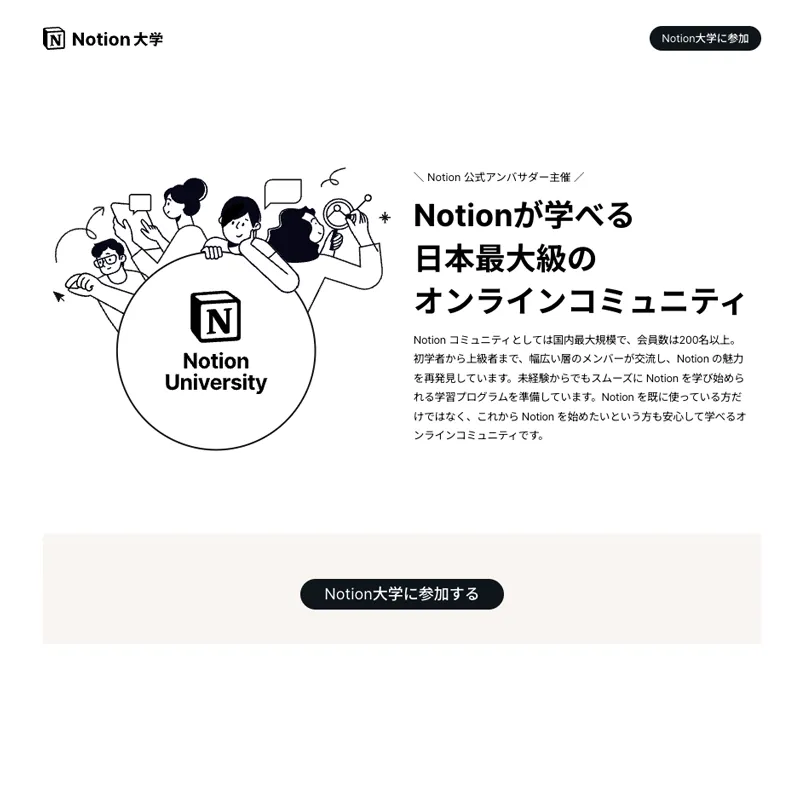 Notion 大学
Notion大学に参加
＼ Notion 公式アンバサダー主催 ／
Notionが学べる
日本最大級の
オンラインコミュニティ
Notion コミュニティとしては国内最大規模で、会員数は200名以上。
初学者から上級者まで、幅広い層のメンバーが交流し、Notion の魅力
を再発見しています。未経験からでもスムーズに Notion を学び始めら
れる学習プログラムを準備しています。Notion を既に使っている方だ
けではなく、これから Notion を始めたいという方も安心して学べるオ
ンラインコミュニティです。
N
Notion
University
Notion大学に参加する